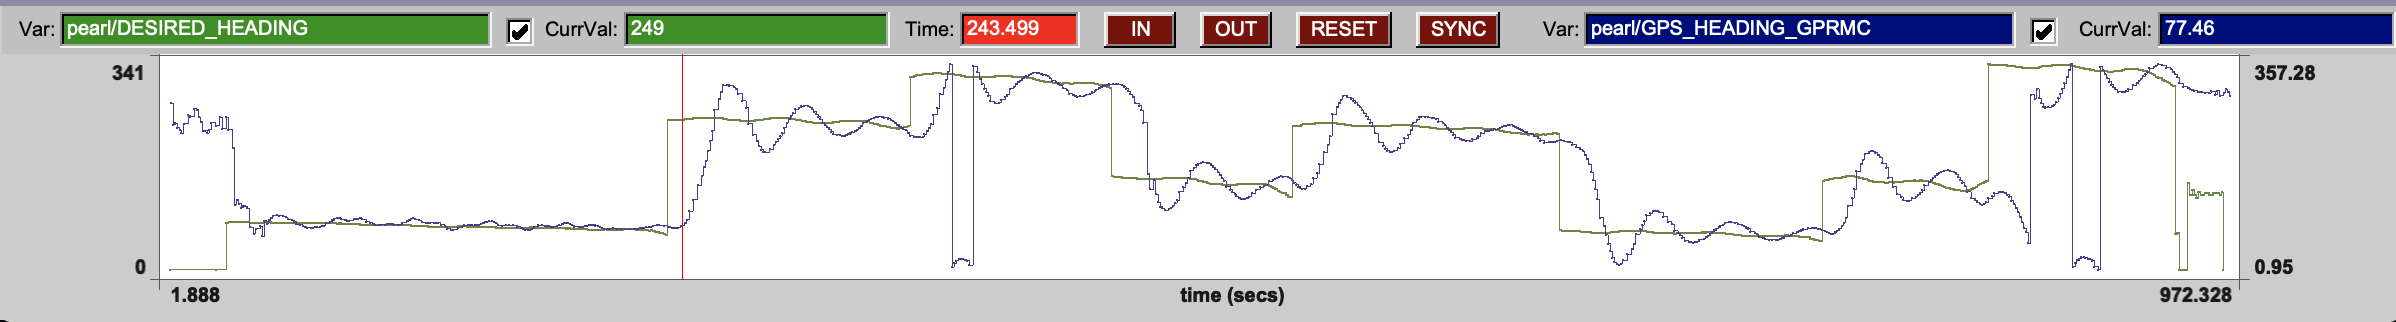 Var: pearl/DESIRED_HEADING CurrVal: 249 Time: 243.499 IN OUT RESET SYNC Var: pearl/GPS_HEADING_GPRMC CurrVal: 77.46
341 357.28
0 0.95
1.888 time (secs) 972.328